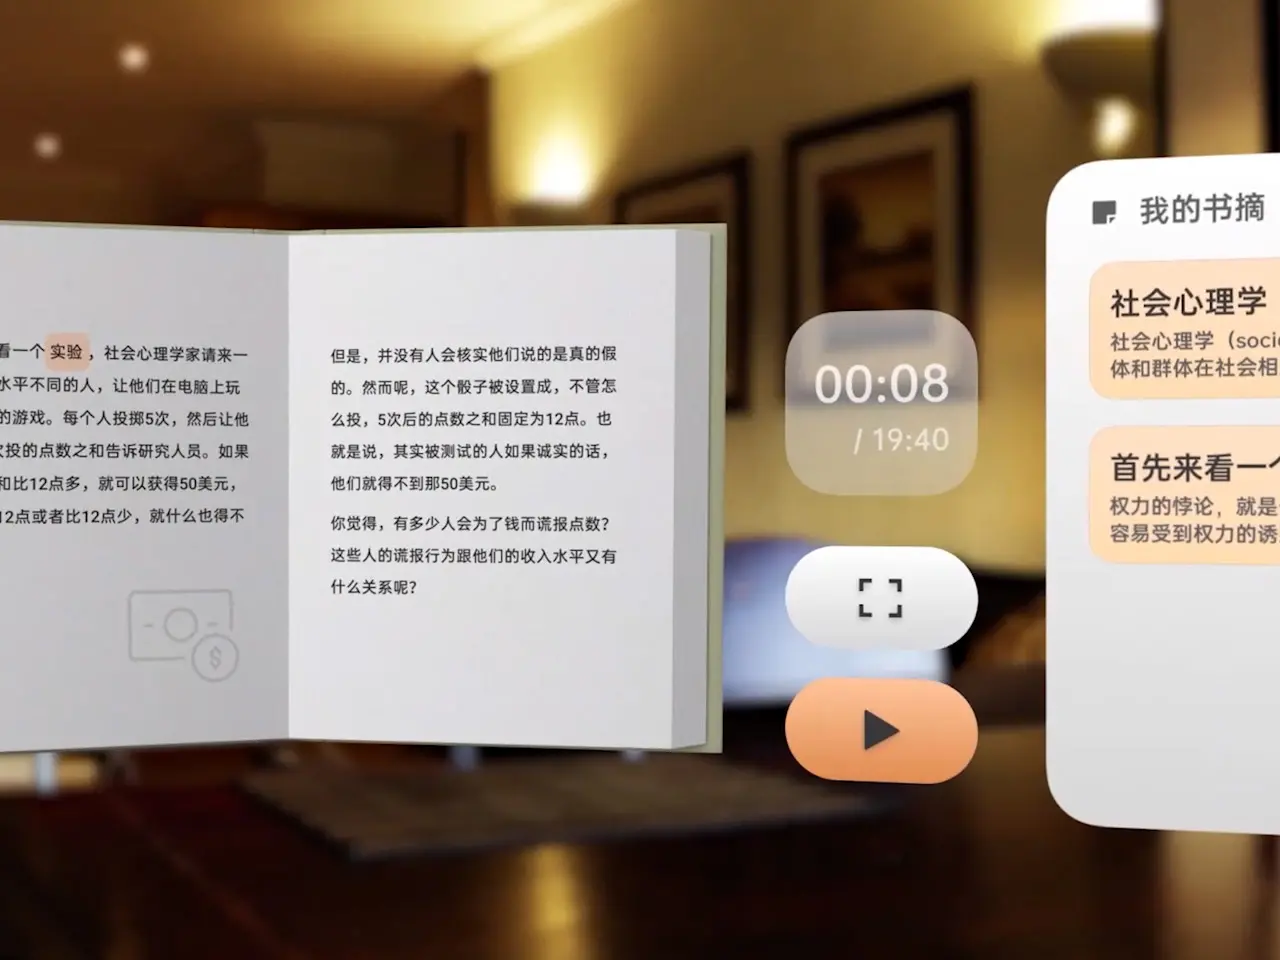 看一个 实验 ，社会心理学家请来一
水平不同的人，让他们在电脑上玩
的游戏。每个人投掷5次，然后让他
次投的点数之和告诉研究人员。如果
和比12点多，就可以获得50美元，
12点或者比12点少，就什么也得不
但是，并没有人会核实他们说的是真的假
的。然而呢，这个骰子被设置成，不管怎
么投，5次后的点数之和固定为12点。也
就是说，其实被测试的人如果诚实的话，
他们就得不到那50美元。
你觉得，有多少人会为了钱而谎报点数？
这些人的谎报行为跟他们的收入水平又有
什么关系呢？
$
00:08
/ 19:40
我的书摘
社会心理学
社会心理学（soci
体和群体在社会相
首先来看一个
权力的悖论，就是
容易受到权力的诱